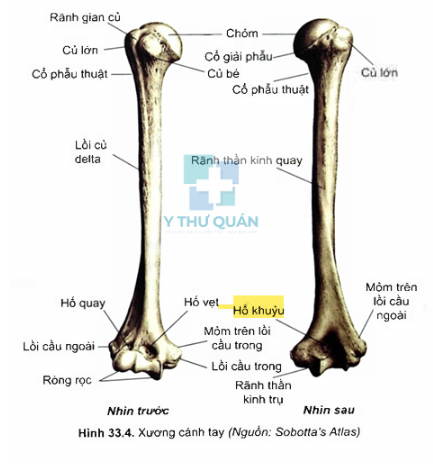 Rãnh gian củ
Chỏm
Củ lớn
Cổ giải phẫu
Củ bé
Củ lớn
Cổ phẫu thuật
Cổ phẫu thuật
Lồi củ
delta
Rãnh thần kinh quay
Y THƯ QUÁN
Hố quay
Hố vẹt
Hố khuỷu
Mỏm trên
lồi cầu
ngoài
Lồi cầu ngoài
Mỏm trên lồi
cầu trong
Lồi cầu trong
Ròng rọc
Rãnh thần
kinh trụ
Nhìn trước
Nhìn sau
Hình 33.4. Xương cánh tay (Nguồn: Sobotta's Atlas)